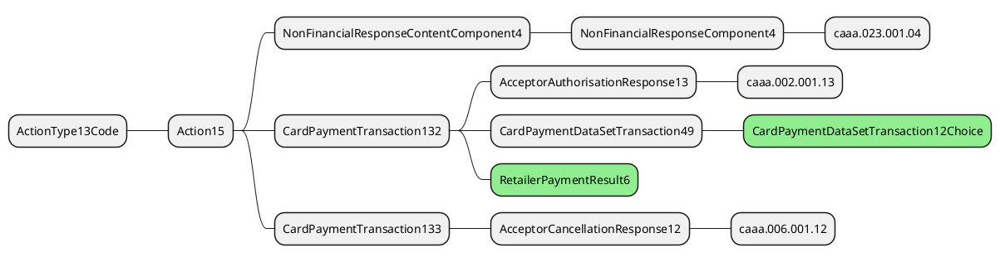 ActionType13Code
Action15
NonFinancialResponseContentComponent4
NonFinancialResponseComponent4
caaa.023.001.04
CardPaymentTransaction132
AcceptorAuthorisationResponse13
caaa.002.001.13
CardPaymentDataSetTransaction49
CardPaymentDataSetTransaction12Choice
RetailerPaymentResult6
CardPaymentTransaction133
AcceptorCancellationResponse12
caaa.006.001.12